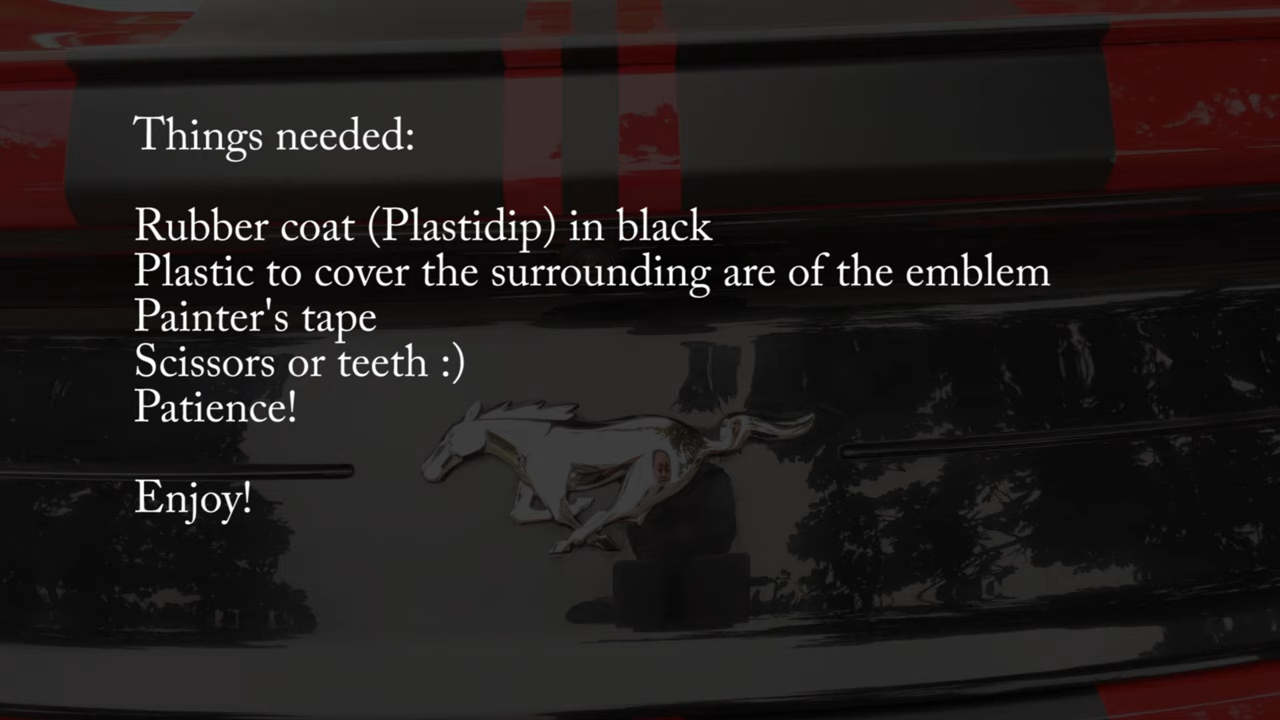 Things needed:
Rubber coat (Plastidip) in black
Plastic to cover the surrounding are of the emblem
Painter's tape
Scissors or teeth :)
Patience!
Enjoy!